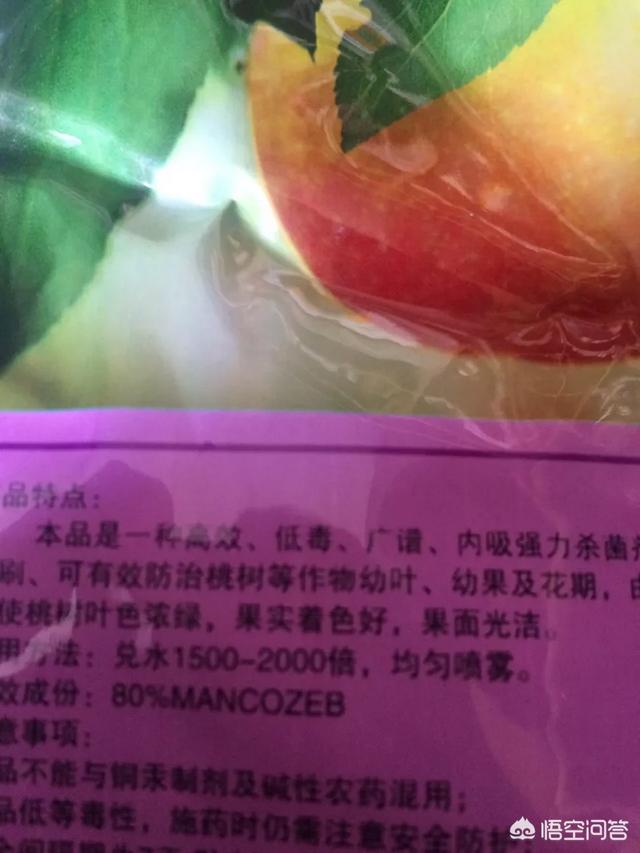 品特点：
本品是一种高效、低毒、广谱、内吸强力杀菌
刷、可有效防治桃树等作物幼叶、幼果及花期，由
使桃树叶色浓绿，果实着色好，果面光洁。
用方法：兑水1500-2000倍，均匀喷雾。
效成份：80%MANCOZEB
意事项：
品不能与铜汞制剂及碱性农药混用；
品低等毒性，施药时仍需注意安全防护
悟空问答